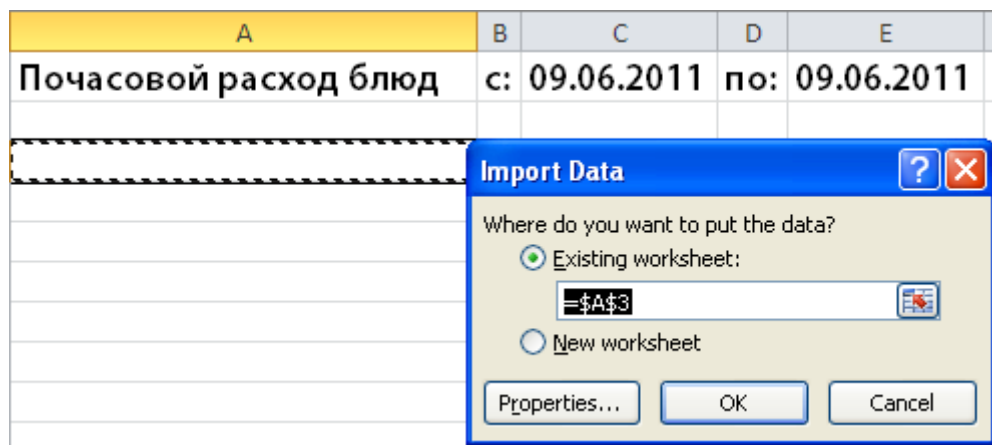 A B C D E
Почасовой расход блюд с: 09.06.2011 по: 09.06.2011
Import Data ?
Where do you want to put the data?
Existing worksheet:
=$A$3
New worksheet
Properties... OK Cancel